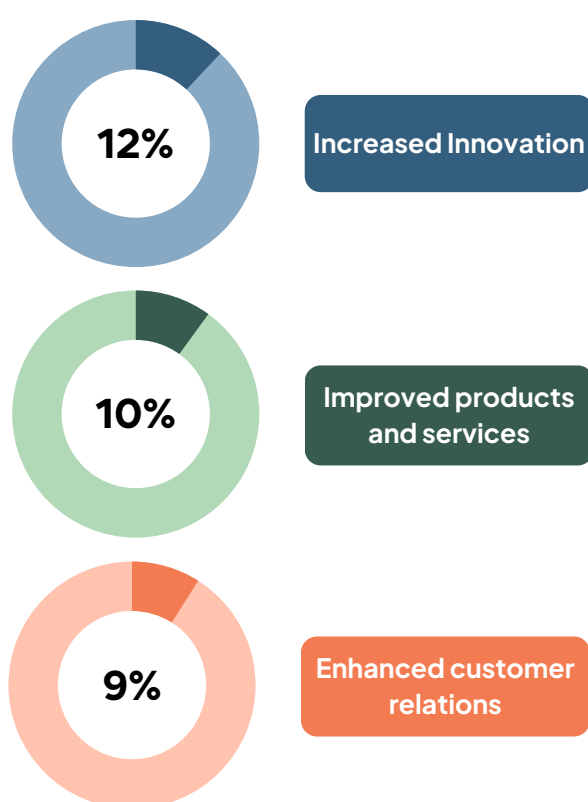 12%
Increased Innovation
10%
Improved products
and services
9%
Enhanced customer
relations